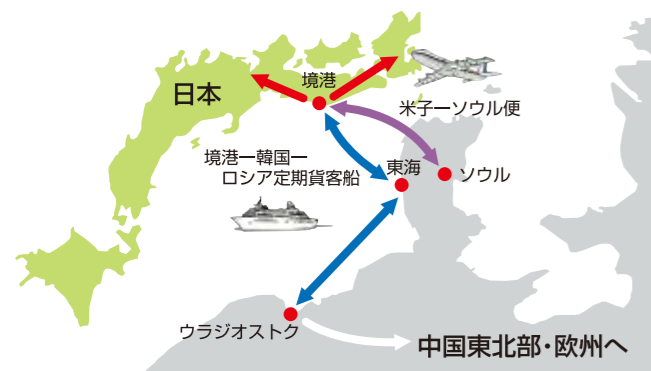 境港
日本
米子ーソウル便
境港ー韓国ー
ロシア定期貨客船
東海
ソウル
ウラジオストク
中国東北部・欧州へ